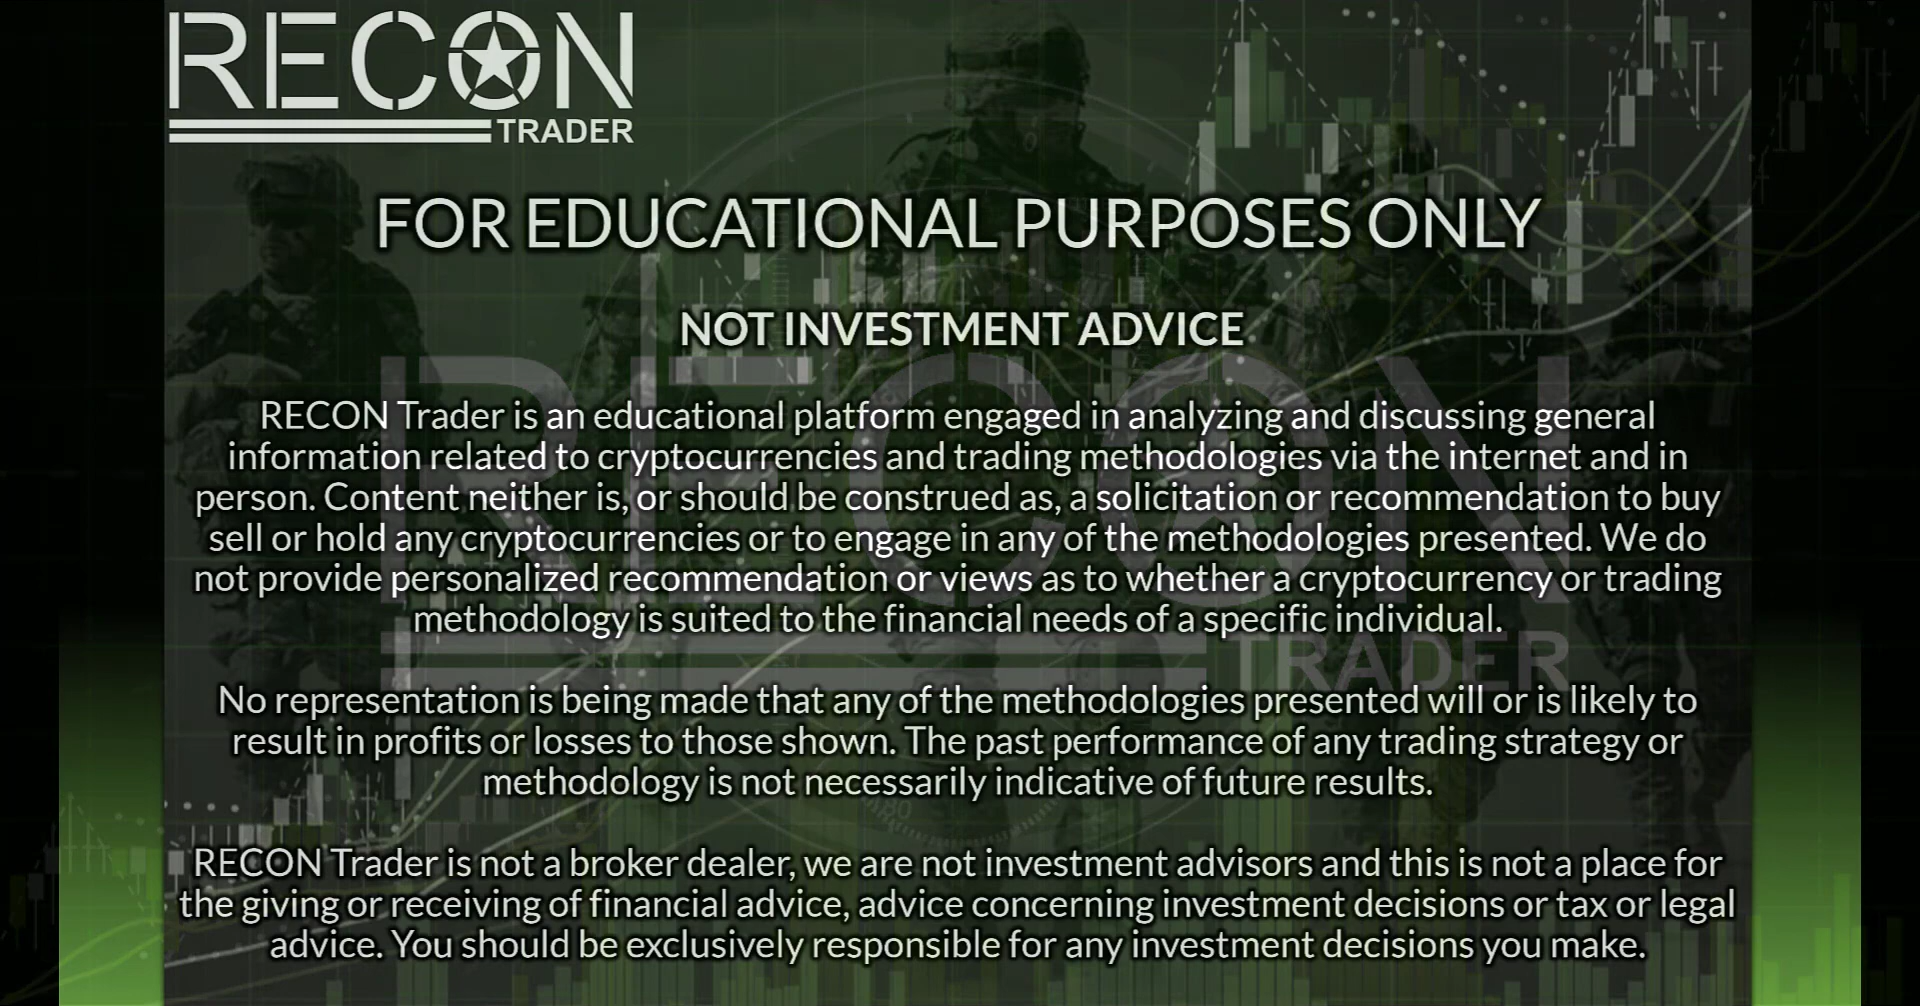 RECON
TRADER
FOR EDUCATIONAL PURPOSES ONLY
NOT INVESTMENT ADVICE
RECON Trader is an educational platform engaged in analyzing and discussing general
information related to cryptocurrencies and trading methodologies via the internet and in
person. Content neither is, or should be construed as, a solicitation or recommendation to buy
sell or hold any cryptocurrencies or to engage in any of the methodologies presented. We do
not provide personalized recommendation or views as to whether a cryptocurrency or trading
methodology is suited to the financial needs of a specific individual.
RECON
TRADER
No representation is being made that any of the methodologies presented will or is likely to
result in profits or losses to those shown. The past performance of any trading strategy or
methodology is not necessarily indicative of future results.
RECON Trader is not a broker dealer, we are not investment advisors and this is not a place for
the giving or receiving of financial advice, advice concerning investment decisions or tax or legal
advice. You should be exclusively responsible for any investment decisions you make.